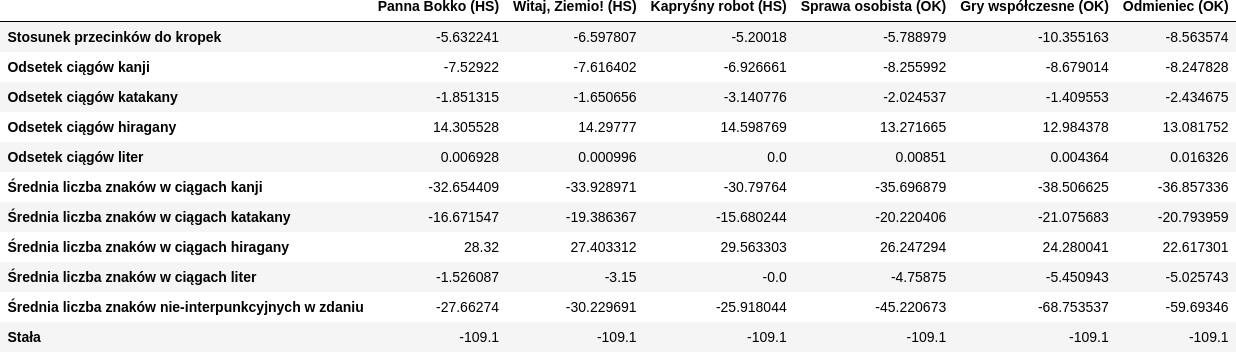 Panna Bokko (HS) Witaj, Ziemio! (HS) Kapryśny robot (HS) Sprawa osobista (OK) Gry współczesne (OK) Odmieniec (OK)
Stosunek przecinków do kropek -5.632241 -6.597807 -5.20018 -5.788979 -10.355163 -8.563574
Odsetek ciągów kanji -7.52922 -7.616402 -6.926661 -8.255992 -8.679014 -8.247828
Odsetek ciągów katakany -1.851315 -1.650656 -3.140776 -2.024537 -1.409553 -2.434675
Odsetek ciągów hiragany 14.305528 14.29777 14.598769 13.271665 12.984378 13.081752
Odsetek ciągów liter 0.006928 0.000996 0.0 0.00851 0.004364 0.016326
Średnia liczba znaków w ciągach kanji -32.654409 -33.928971 -30.79764 -35.696879 -38.506625 -36.857336
Średnia liczba znaków w ciągach katakany -16.671547 -19.386367 -15.680244 -20.220406 -21.075683 -20.793959
Średnia liczba znaków w ciągach hiragany 28.32 27.403312 29.563303 26.247294 24.280041 22.617301
Średnia liczba znaków w ciągach liter -1.526087 -3.15 -0.0 -4.75875 -5.450943 -5.025743
Średnia liczba znaków nie-interpunkcyjnych w zdaniu -27.66274 -30.229691 -25.918044 -45.220673 -68.753537 -59.69346
Stała -109.1 -109.1 -109.1 -109.1 -109.1 -109.1